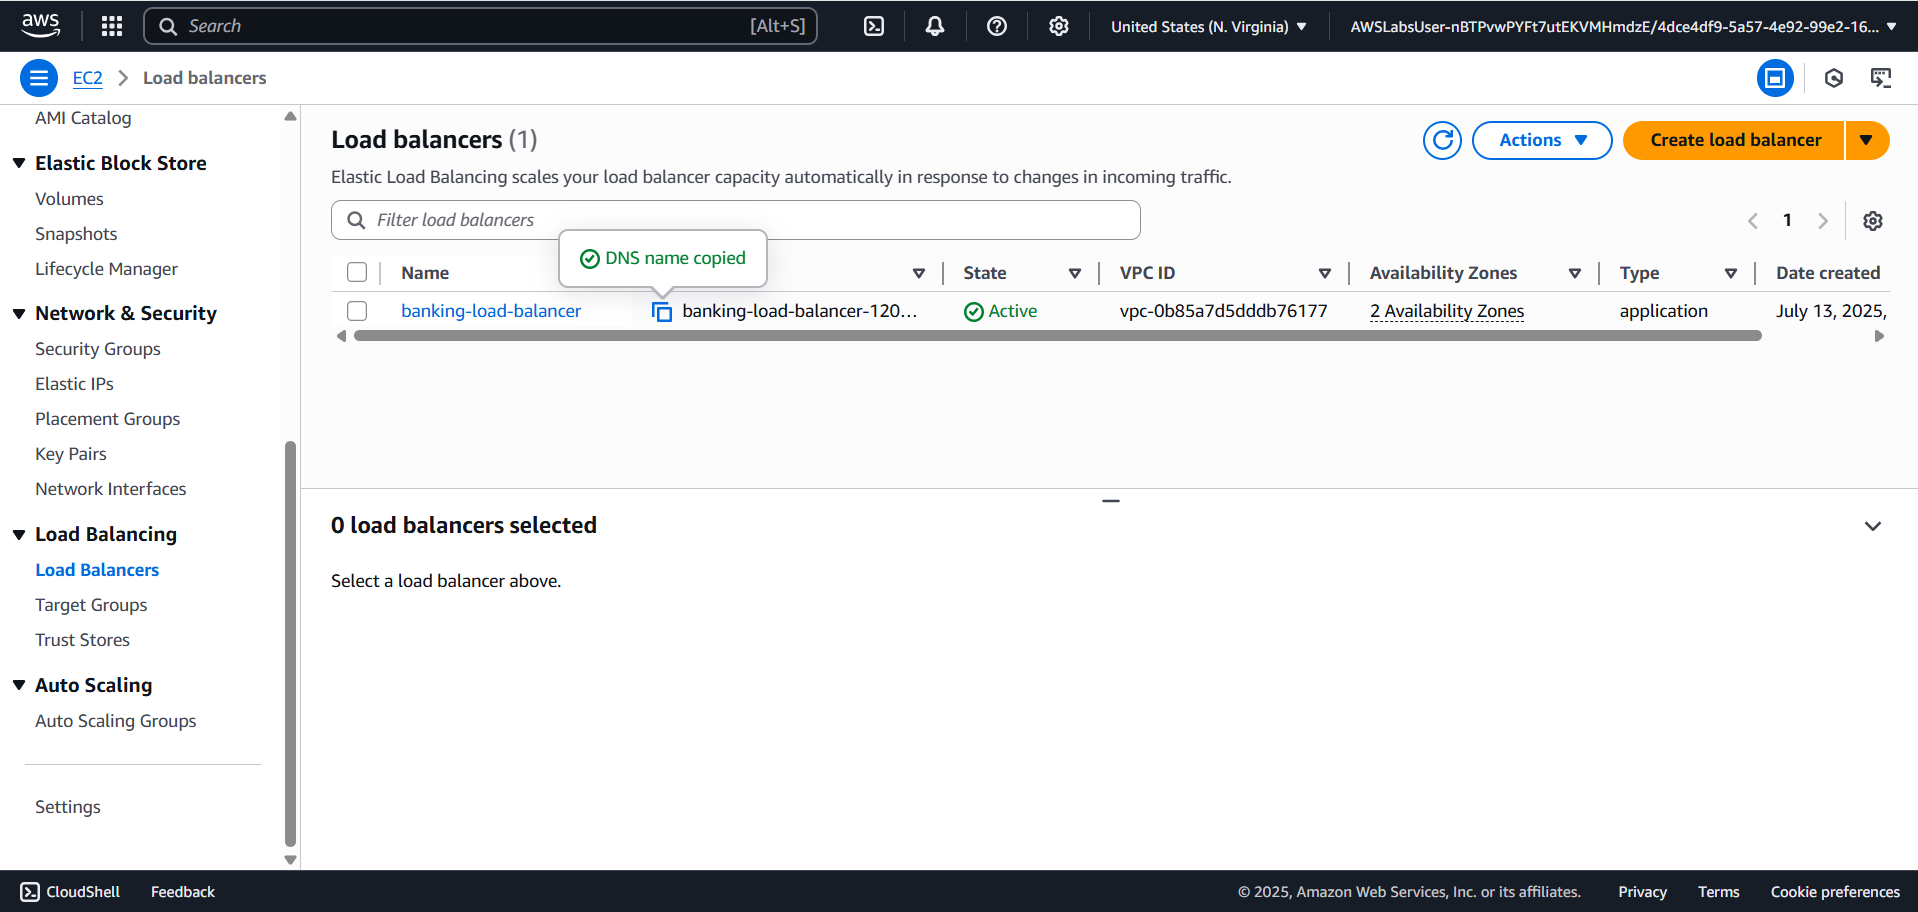 aws
Search [Alt+S]
United States (N. Virginia)
AWSLabsUser-nBTPvwPYFt7utEKVMHmdzE/4dce4df9-5a57-4e92-99e2-16...
EC2 Load balancers
AMI Catalog
Elastic Block Store
Volumes
Snapshots
Lifecycle Manager
Network & Security
Security Groups
Elastic IPs
Placement Groups
Key Pairs
Network Interfaces
Load Balancing
Load Balancers
Target Groups
Trust Stores
Auto Scaling
Auto Scaling Groups
Settings
Load balancers (1)
Actions
Create load balancer
Elastic Load Balancing scales your load balancer capacity automatically in response to changes in incoming traffic.
Filter load balancers
1
DNS name copied
Name State VPC ID Availability Zones Type Date created
banking-load-balancer banking-load-balancer-120... Active vpc-0b85a7d5dddb76177 2 Availability Zones application July 13, 2025,
0 load balancers selected
Select a load balancer above.
CloudShell Feedback © 2025, Amazon Web Services, Inc. or its affiliates. Privacy Terms Cookie preferences